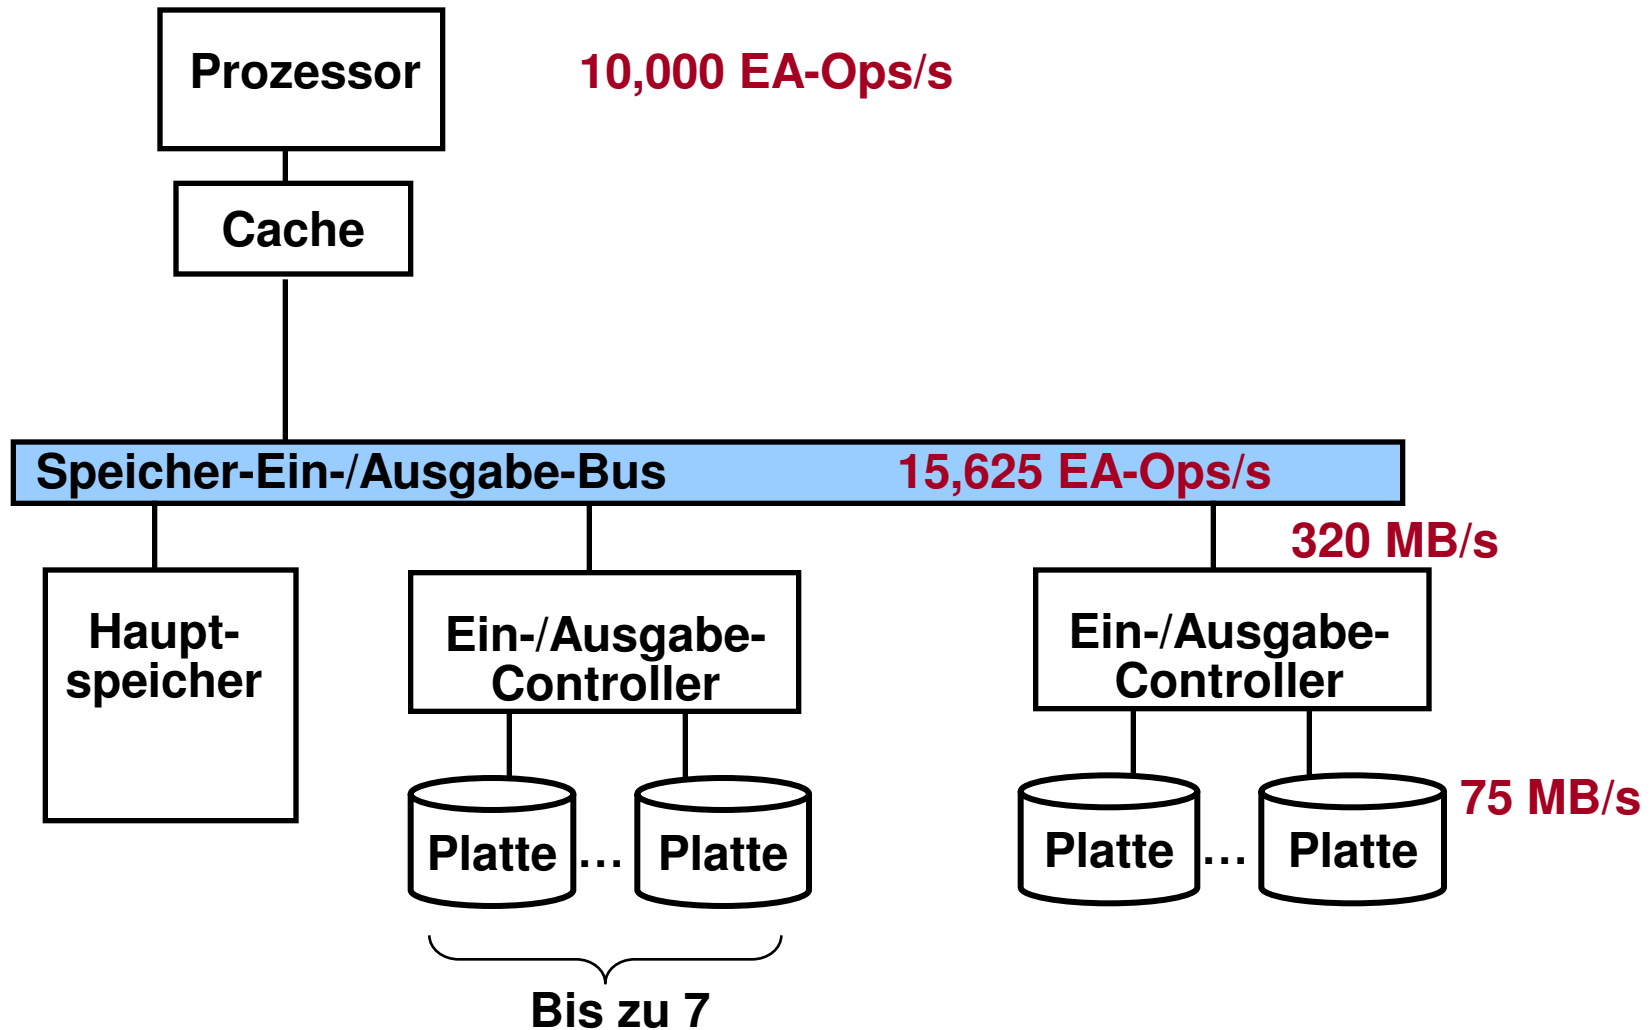 Prozessor
10,000 EA-Ops/s
Cache
Speicher-Ein-/Ausgabe-Bus
15,625 EA-Ops/s
320 MB/s
Haupt-
speicher
Ein-/Ausgabe-
Controller
Ein-/Ausgabe-
Controller
75 MB/s
Platte
...
Platte
Platte
...
Platte
Bis zu 7